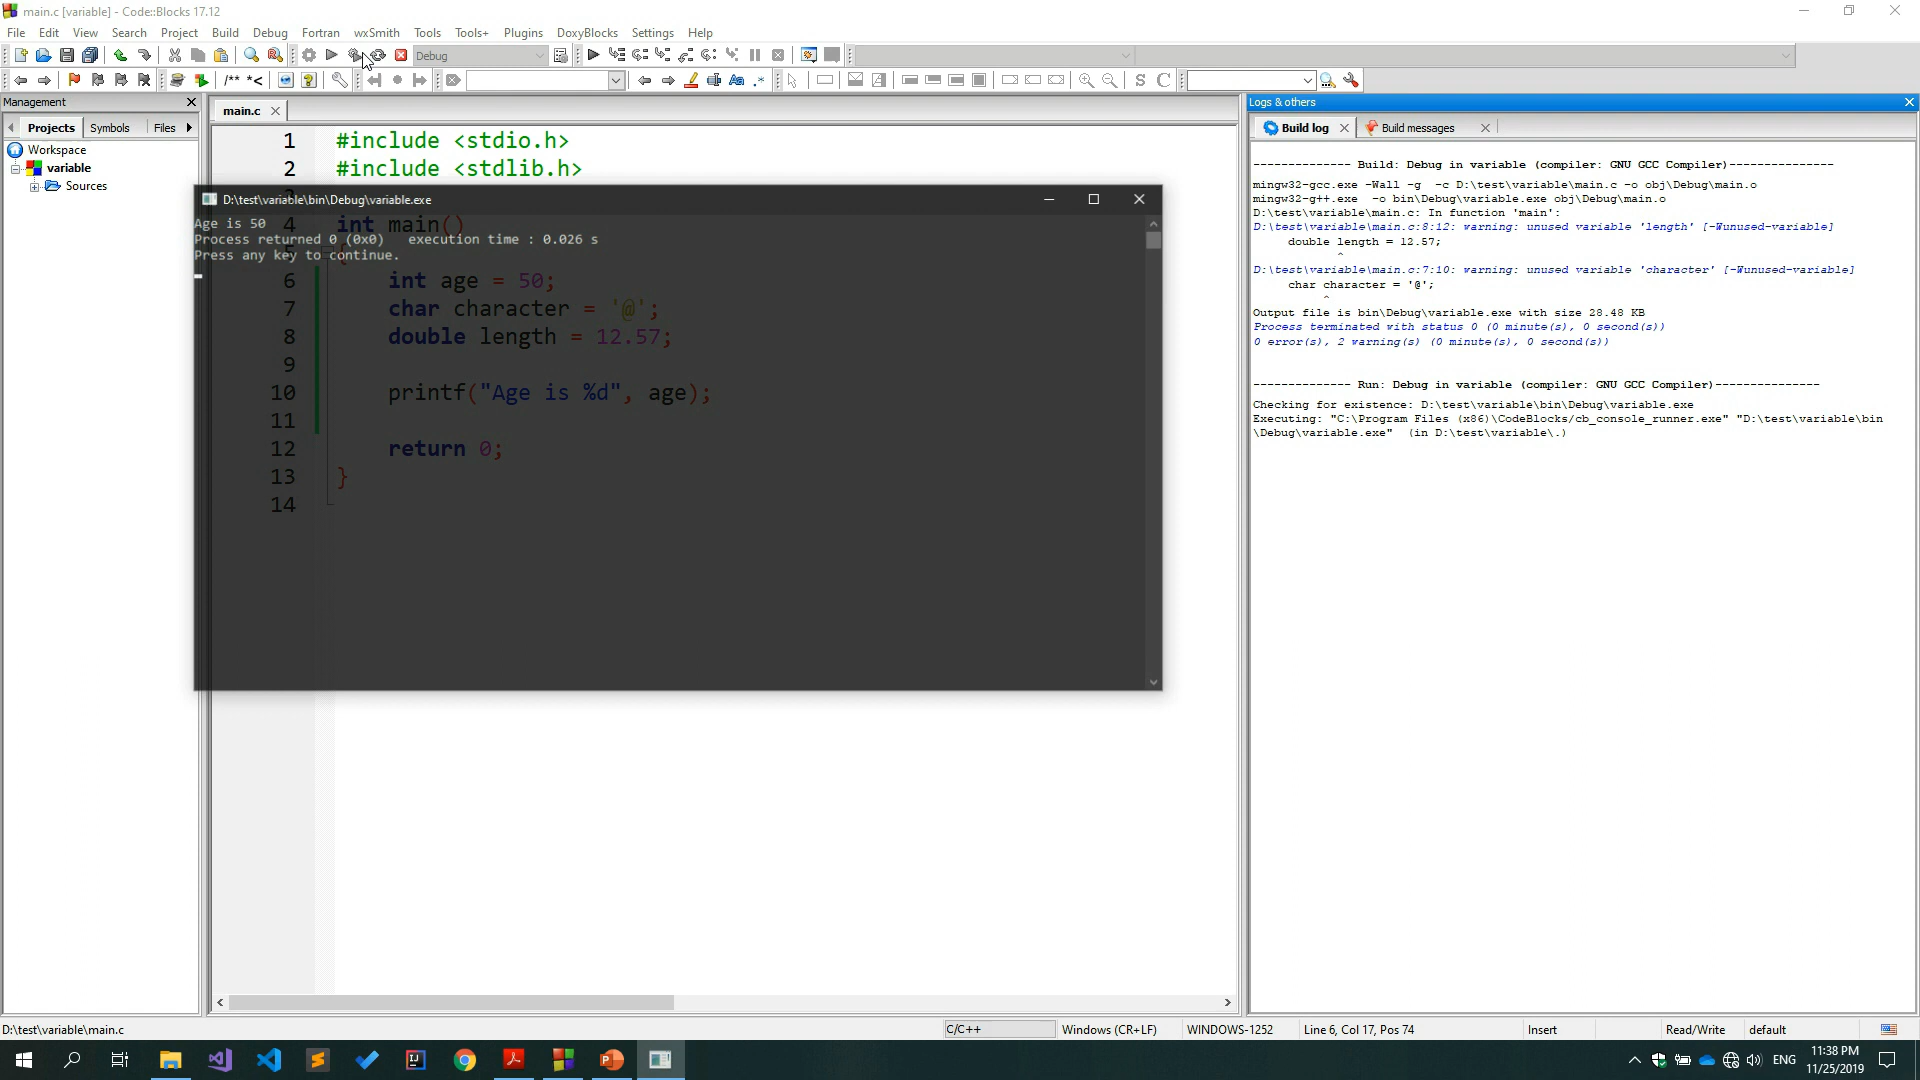 main.c [variable] - Code::Blocks 17.12
File Edit View Search Project Build Debug Fortran wxSmith Tools Tools+ Plugins DoxyBlocks Settings Help
Debug
/** *<
Aa .*
S C
Management
Projects Symbols Files
Workspace
variable
Sources
main.c
1 #include <stdio.h>
2 #include <stdlib.h>
D:\test\variable\bin\Debug\variable.exe
Age is 50
Process returned 0 (0x0)   execution time : 0.026 s
Press any key to continue.
4 int main()
{
6 int age = 50;
7 char character = '@';
8 double length = 12.57;
9
10 printf("Age is %d", age);
11
12 return 0;
13 }
14
Logs & others
Build log Build messages
-------------- Build: Debug in variable (compiler: GNU GCC Compiler)---------------
mingw32-gcc.exe -Wall -g  -c D:\test\variable\main.c -o obj\Debug\main.o
mingw32-g++.exe  -o bin\Debug\variable.exe obj\Debug\main.o
D:\test\variable\main.c: In function 'main':
D:\test\variable\main.c:8:12: warning: unused variable 'length' [-Wunused-variable]
double length = 12.57;
^
D:\test\variable\main.c:7:10: warning: unused variable 'character' [-Wunused-variable]
char character = '@';
^
Output file is bin\Debug\variable.exe with size 28.48 KB
Process terminated with status 0 (0 minute(s), 0 second(s))
0 error(s), 2 warning(s) (0 minute(s), 0 second(s))
-------------- Run: Debug in variable (compiler: GNU GCC Compiler)---------------
Checking for existence: D:\test\variable\bin\Debug\variable.exe
Executing: "C:\Program Files (x86)\CodeBlocks/cb_console_runner.exe" "D:\test\variable\bin
\Debug\variable.exe"  (in D:\test\variable\.)
D:\test\variable\main.c C/C++ Windows (CR+LF) WINDOWS-1252 Line 6, Col 17, Pos 74 Insert Read/Write default
ENG
11:38 PM
11/25/2019